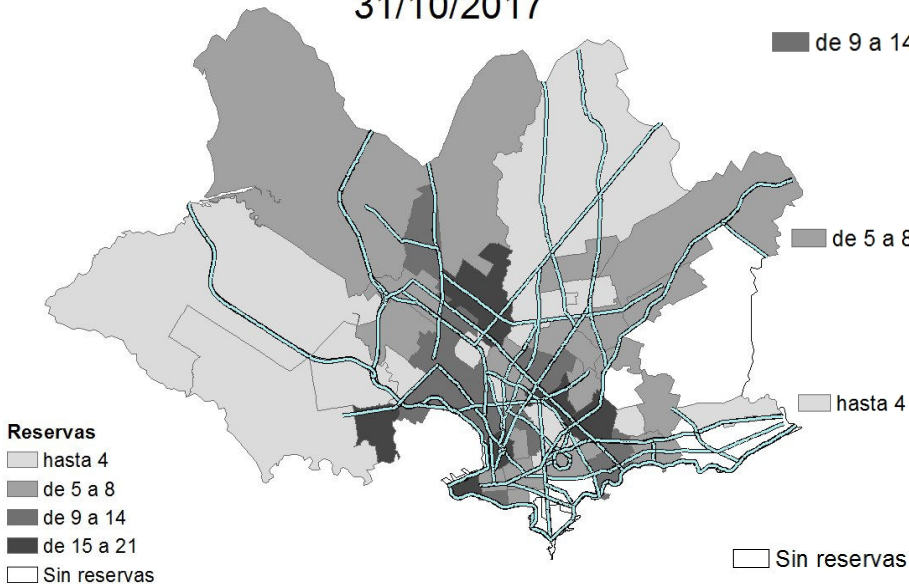 31/10/2017
de 9 a 14
de 5 a 8
hasta 4
Reservas
hasta 4
de 5 a 8
de 9 a 14
de 15 a 21
Sin reservas
Sin reservas